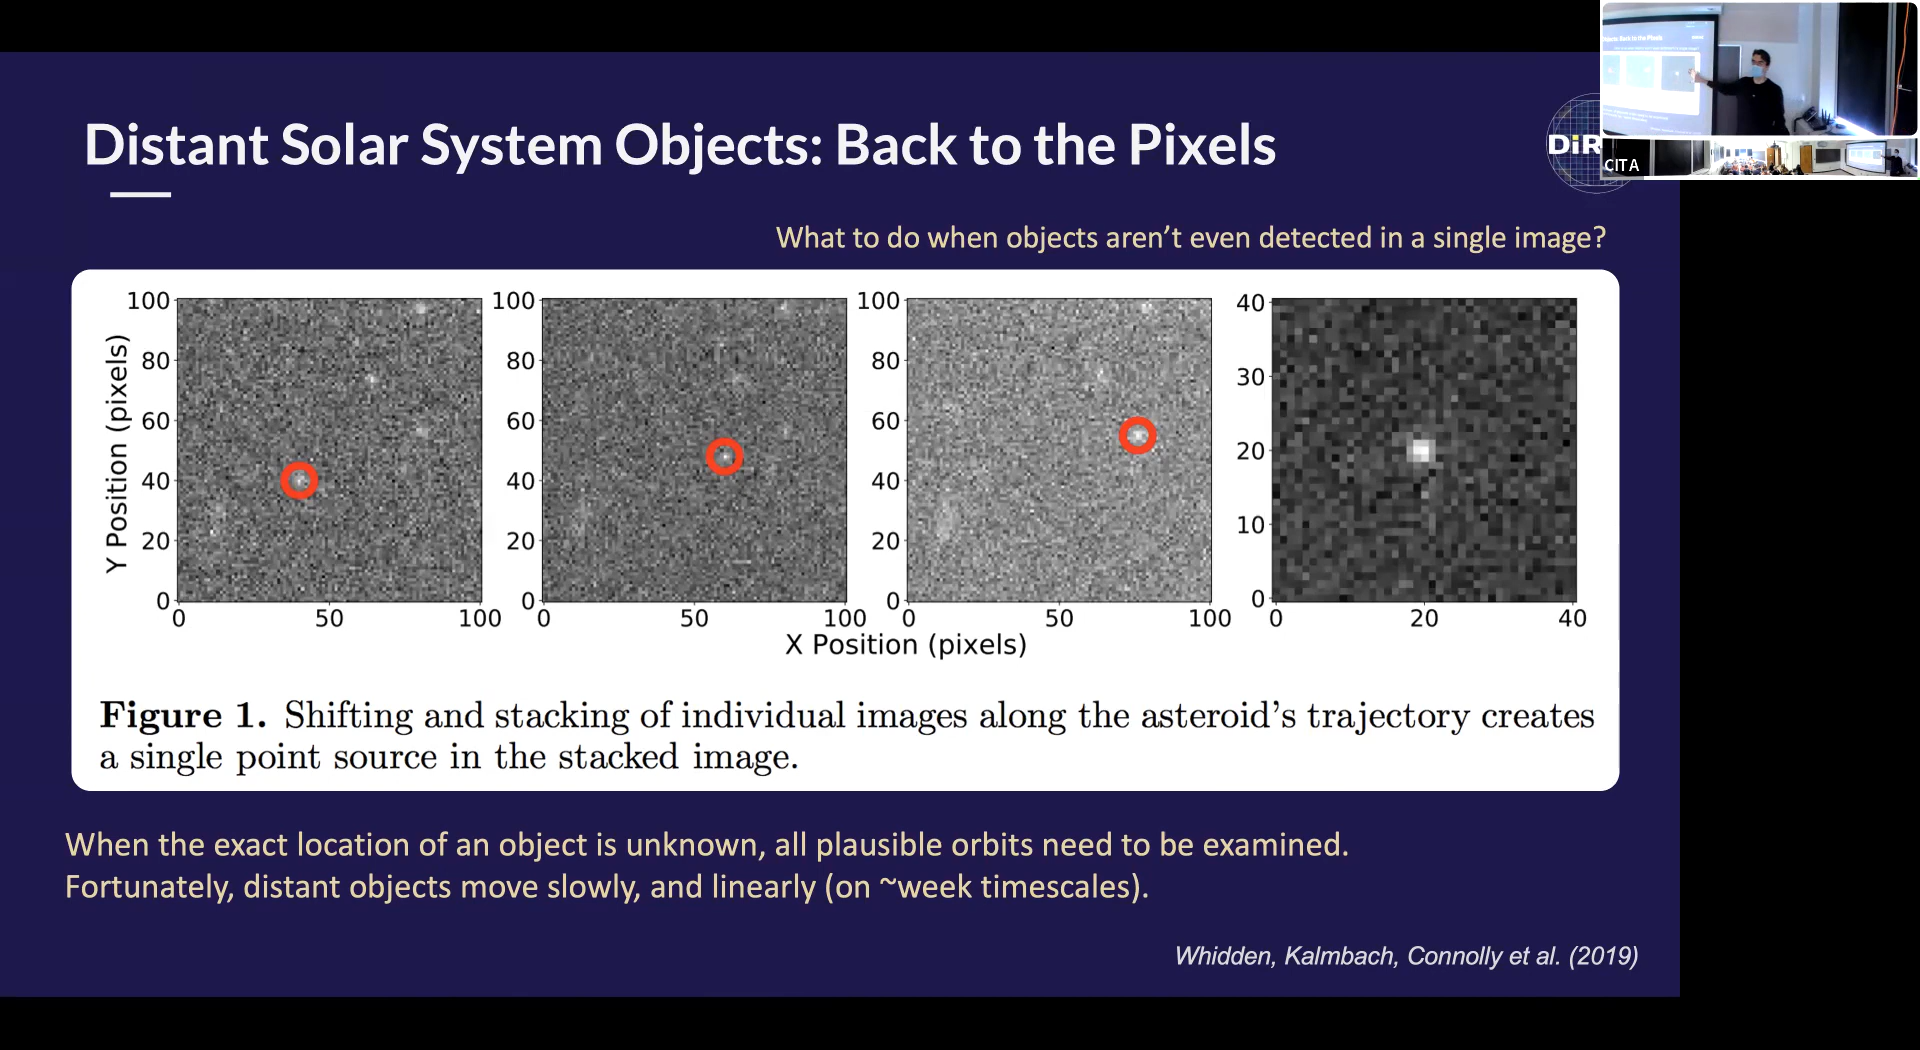 Distant Solar System Objects: Back to the Pixels
DiR
CITA
What to do when objects aren't even detected in a single image?
100
80
60
40
20
0
0 50 100
100
80
60
40
20
0
0 50 100
100
80
60
40
20
0
0 50 100
40
30
20
10
0
0 20 40
Y Position (pixels)
X Position (pixels)
Figure 1. Shifting and stacking of individual images along the asteroid's trajectory creates
a single point source in the stacked image.
When the exact location of an object is unknown, all plausible orbits need to be examined.
Fortunately, distant objects move slowly, and linearly (on ~week timescales).
Whidden, Kalmbach, Connolly et al. (2019)